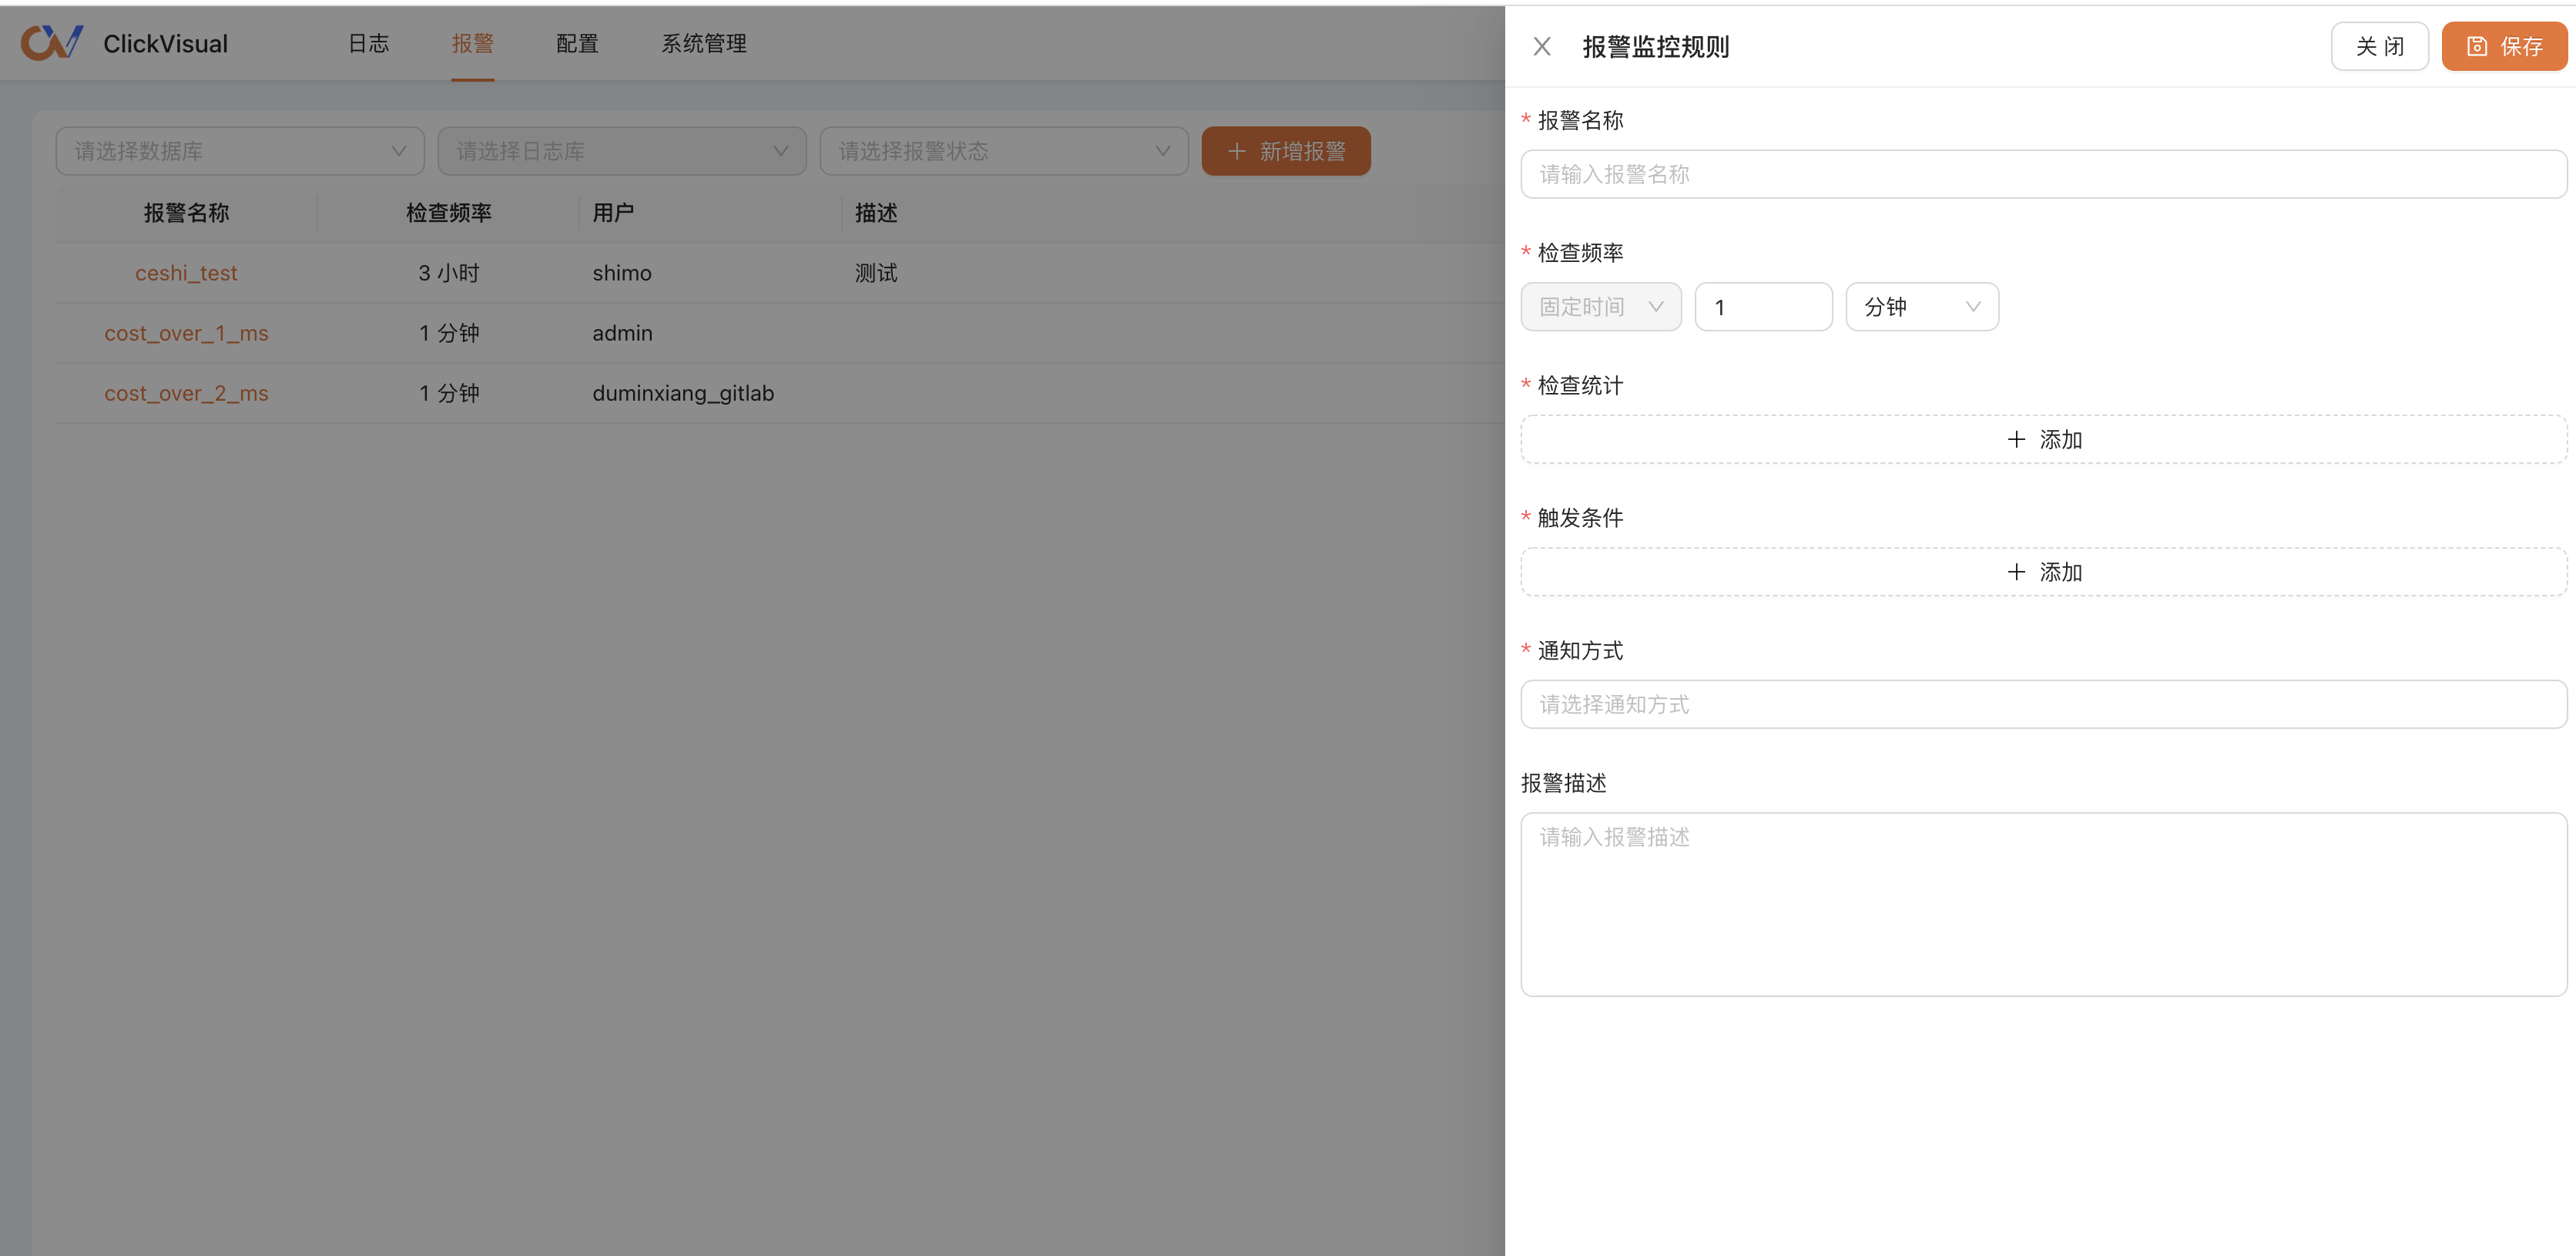 ClickVisual 日志 报警 配置 系统管理
请选择数据库 请选择日志库 请选择报警状态 新增报警
报警名称 检查频率 用户 描述
ceshi_test 3 小时 shimo 测试
cost_over_1_ms 1 分钟 admin
cost_over_2_ms 1 分钟 duminxiang_gitlab
报警监控规则 关 闭 保存
* 报警名称
请输入报警名称
* 检查频率
固定时间 1 分钟
* 检查统计
+ 添加
* 触发条件
+ 添加
* 通知方式
请选择通知方式
报警描述
请输入报警描述